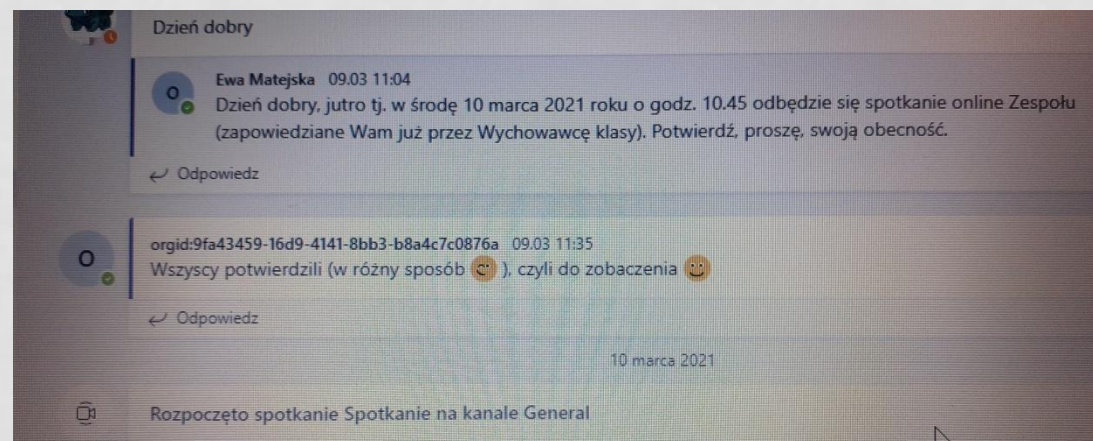 Dzień dobry
Ewa Matejska 09.03 11:04
Dzień dobry, jutro tj. w środę 10 marca 2021 roku o godz. 10.45 odbędzie się spotkanie online Zespołu
(zapowiedziane Wam już przez Wychowawcę klasy). Potwierdź, proszę, swoją obecność.
Odpowiedz
O
orgid:9fa43459-16d9-4141-8bb3-b8a4c7c0876a 09.03 11:35
Wszyscy potwierdzili (w różny sposób ), czyli do zobaczenia
O
Odpowiedz
10 marca 2021
Rozpoczęto spotkanie Spotkanie na kanale General